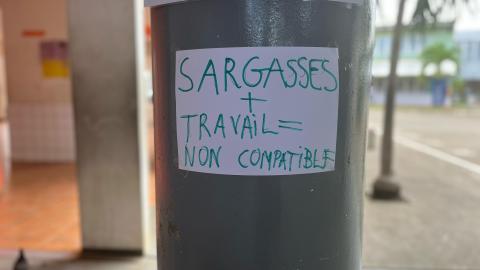 SARGASSES
+
TRAVAIL=
NON COMPATIBLE